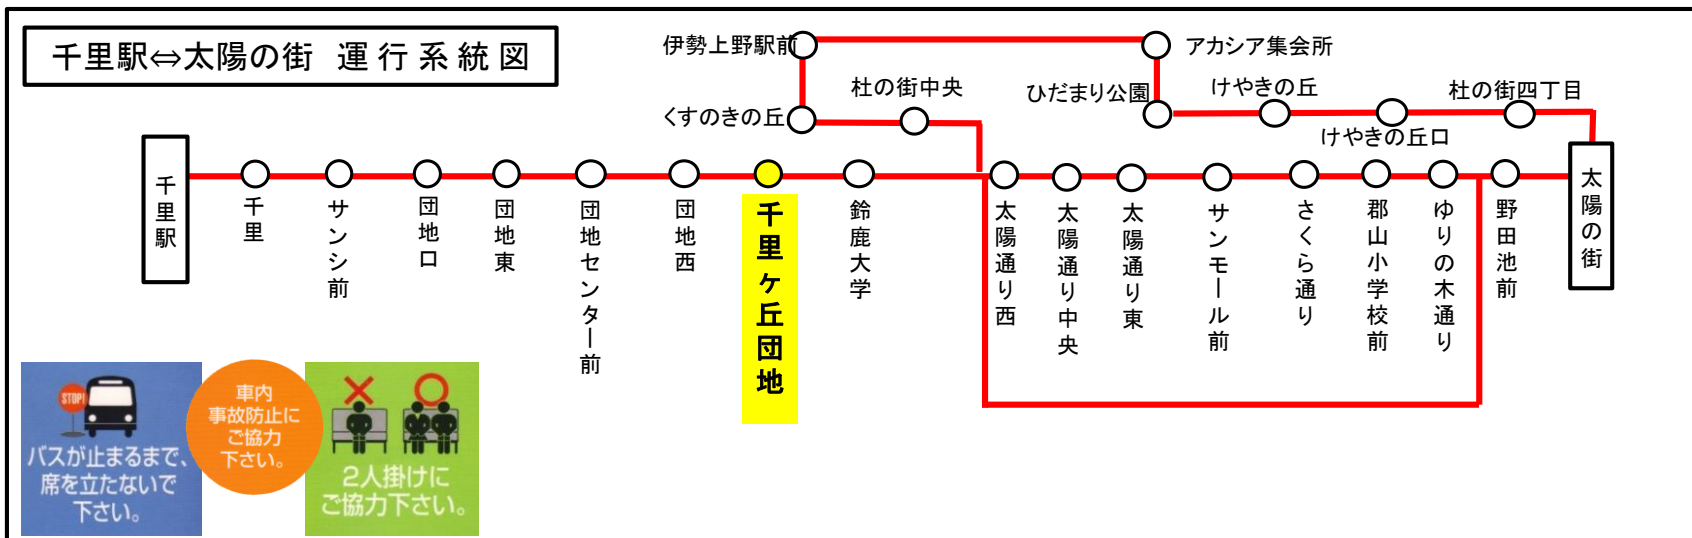 千里駅⇔太陽の街 運行系統図
伊勢上野駅前
アカシア集会所
くすのきの丘
杜の街中央
ひだまり公園
けやきの丘
けやきの丘口
杜の街四丁目
千里駅
千里
サンシ前
団地口
団地東
団地センター前
団地西
千里ヶ丘団地
鈴鹿大学
太陽通り西
太陽通り中央
太陽通り東
サンモール前
さくら通り
郡山小学校前
ゆりの木通り
野田池前
太陽の街
STOP!
バスが止まるまで、
席を立たないで
下さい。
車内
事故防止に
ご協力
下さい。
2人掛けに
ご協力下さい。